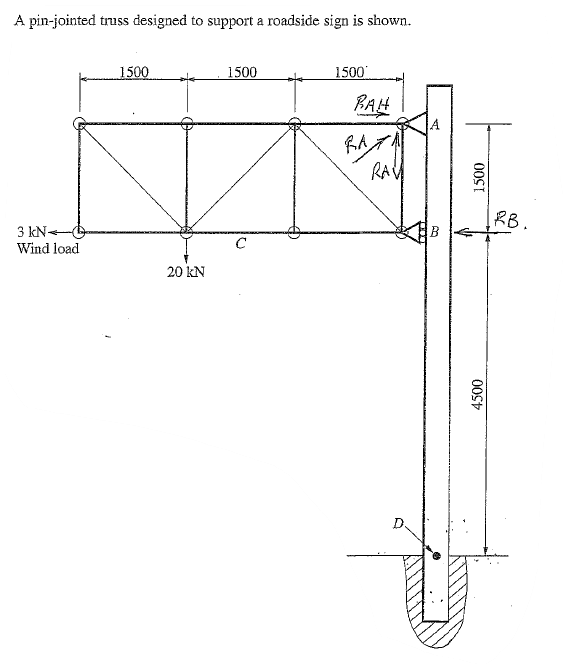 A pin-jointed truss designed to support a roadside sign is shown.
1500 1500 1500
RAH
A
RA
RAV
1500
3 kN
Wind load
C
B
RB.
20 kN
4500
D